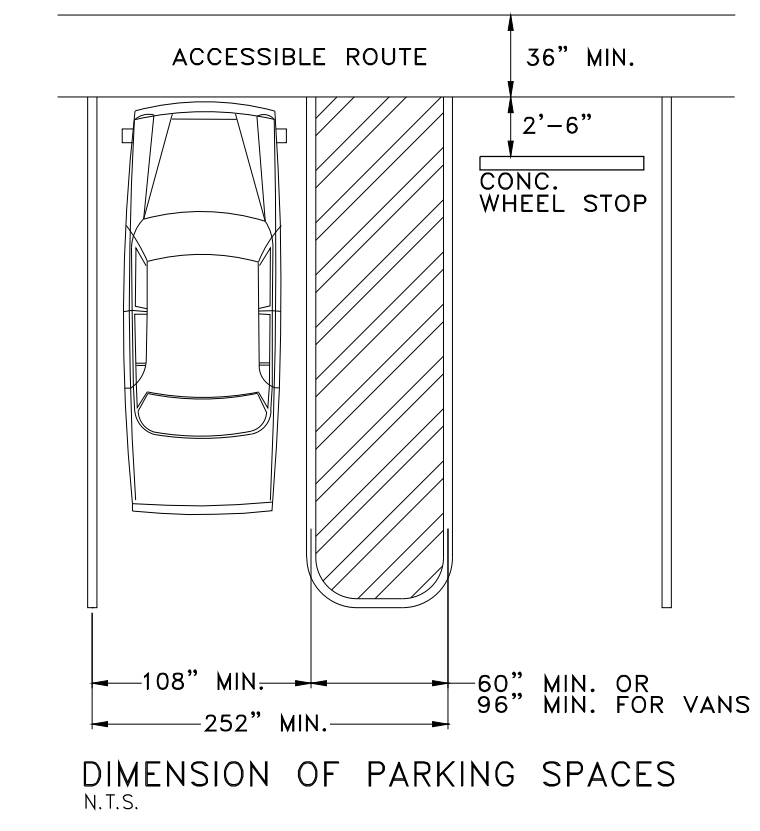 ACCESSIBLE ROUTE
36” MIN.
2’–6”
CONC.
WHEEL STOP
108” MIN.
60” MIN. OR
96” MIN. FOR VANS
252” MIN.
DIMENSION OF PARKING SPACES
N.T.S.